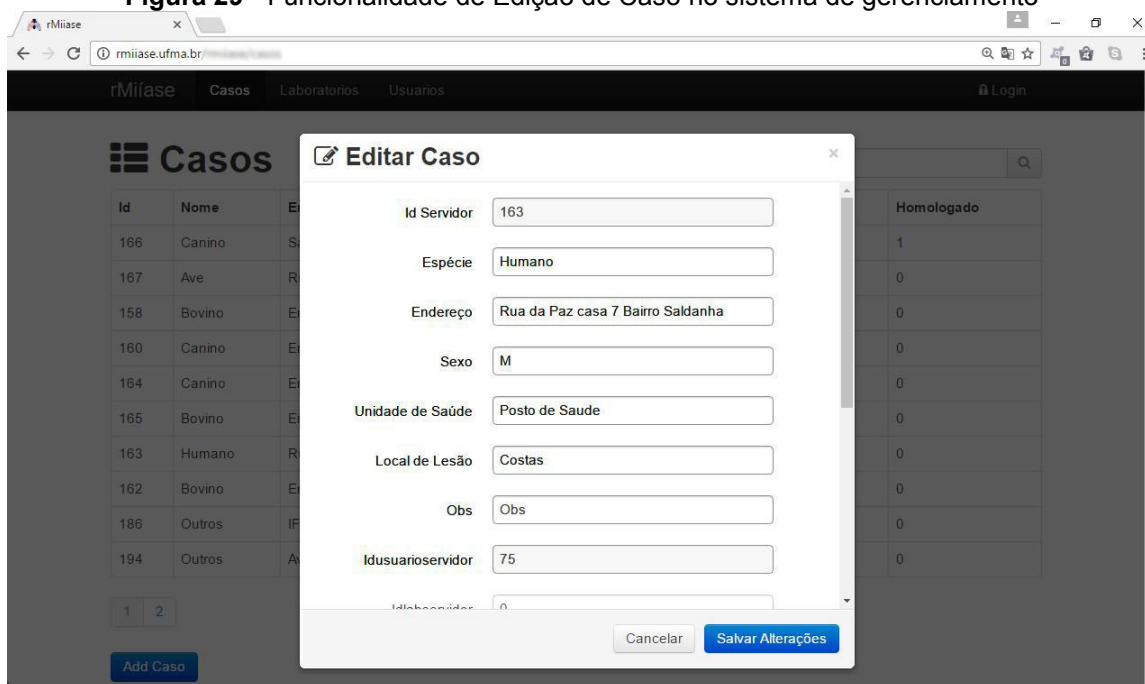 Figura 29 - Funcionalidade de Edição de Caso no sistema de gerenciamento
rMiiase
rmiiase.ufma.br/
rMiíase Casos Laboratorios Usuarios Login
Casos
Editar Caso
Id Nome Homologado
166 Canino 1
167 Ave 0
158 Bovino 0
160 Canino 0
164 Canino 0
165 Bovino 0
163 Humano 0
162 Bovino 0
186 Outros 0
194 Outros 0
Id Servidor 163
Espécie Humano
Endereço Rua da Paz casa 7 Bairro Saldanha
Sexo M
Unidade de Saúde Posto de Saude
Local de Lesão Costas
Obs Obs
Idusuarioservidor 75
Idlabservidor 0
1 2
Cancelar Salvar Alterações
Add Caso